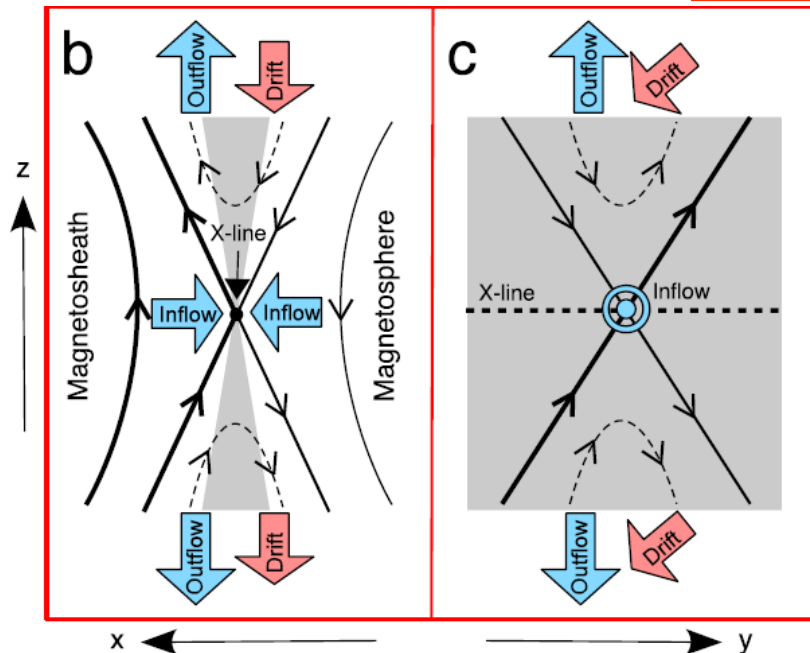 b
Outflow
Drift
z
X-line
Magnetosheath
Inflow
Inflow
Magnetosphere
Outflow
Drift
x
c
Outflow
Drift
X-line
Inflow
Outflow
Drift
y